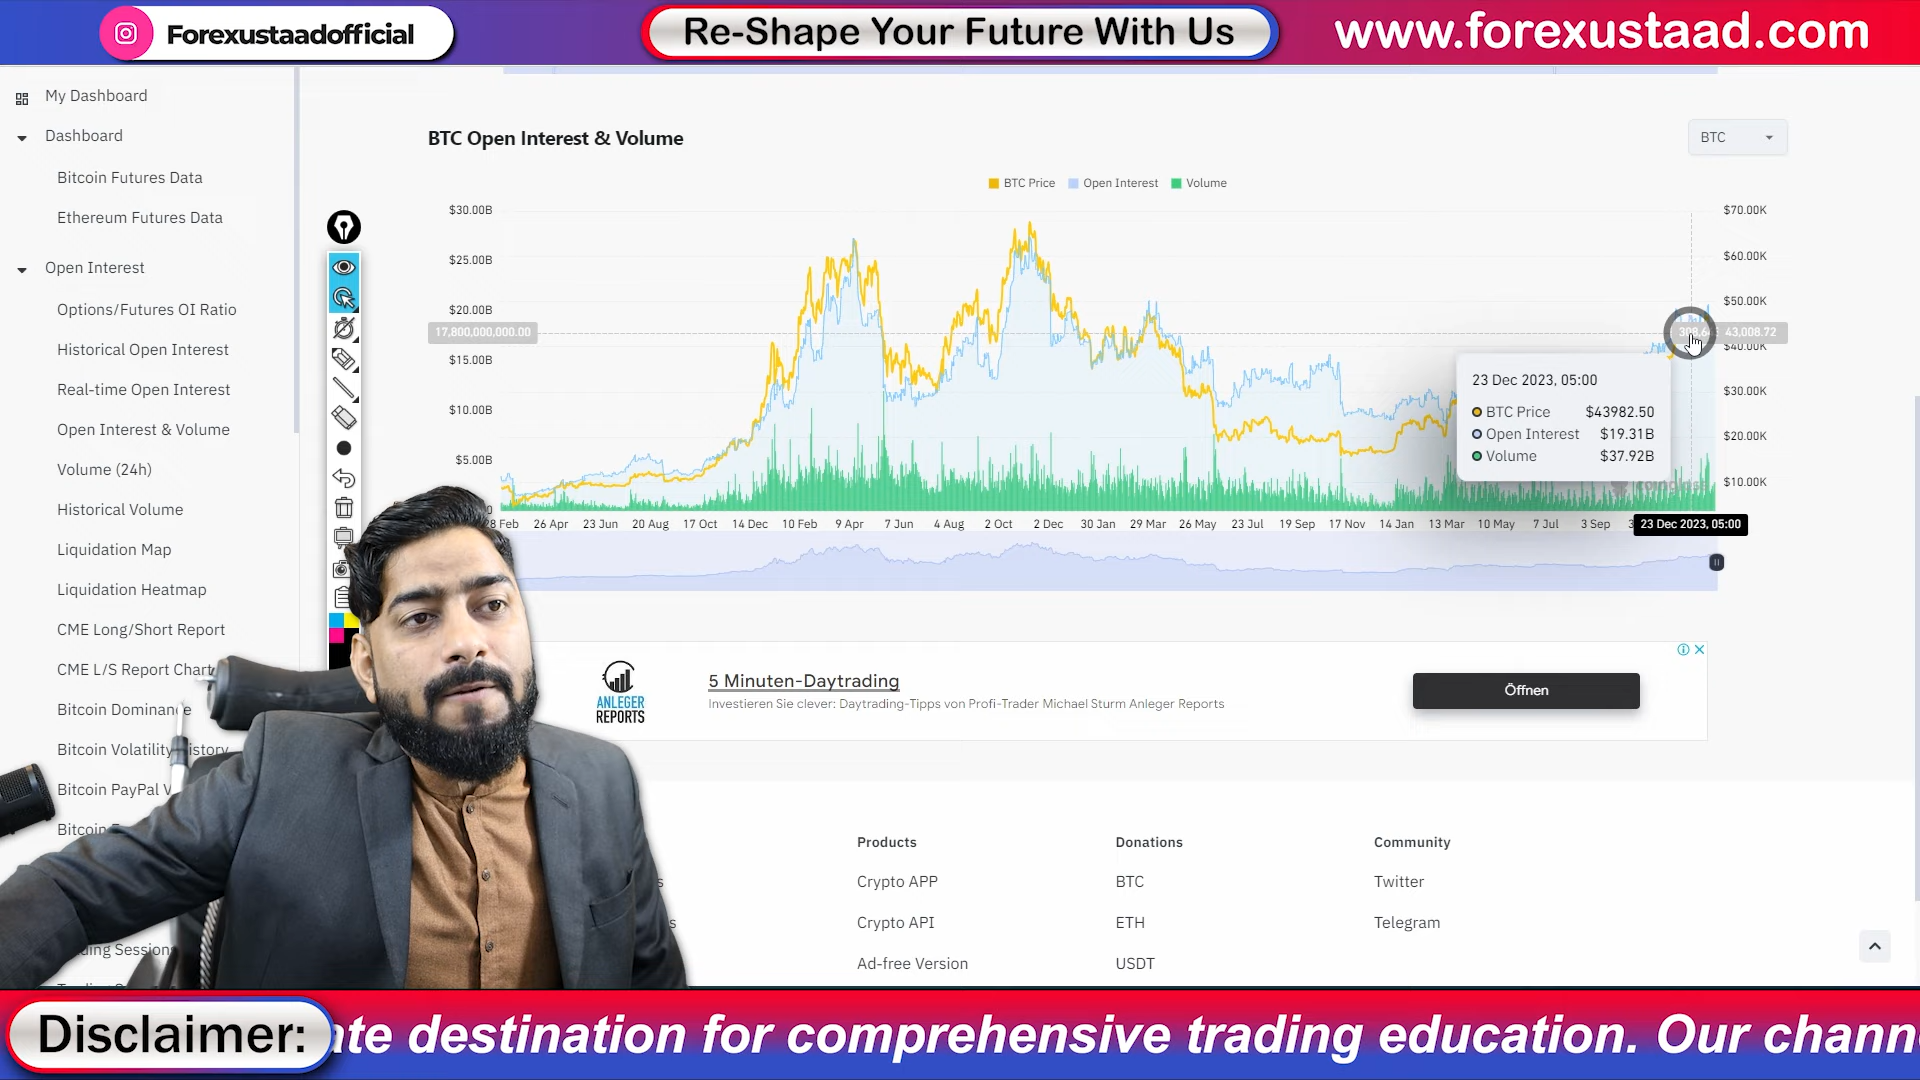 Forexustaadofficial
Re-Shape Your Future With Us
www.forexustaad.com
My Dashboard
Dashboard
Bitcoin Futures Data
Ethereum Futures Data
Open Interest
Options/Futures OI Ratio
Historical Open Interest
Real-time Open Interest
Open Interest & Volume
Volume (24h)
Historical Volume
Liquidation Map
Liquidation Heatmap
CME Long/Short Report
CME L/S Report Chart
Bitcoin Dominance
Bitcoin Volatility History
Bitcoin PayPal V
Bitcoin
ding Sessions
BTC Open Interest & Volume
BTC
BTC Price Open Interest Volume
$30.00B
$25.00B
$20.00B
17,800,000,000.00
$15.00B
$10.00B
$5.00B
$70.00K
$60.00K
$50.00K
43,008.72
$40.00K
$30.00K
$20.00K
$10.00K
23 Dec 2023, 05:00
BTC Price $43982.50
Open Interest $19.31B
Volume $37.92B
28 Feb 26 Apr 23 Jun 20 Aug 17 Oct 14 Dec 10 Feb 9 Apr 7 Jun 4 Aug 2 Oct 2 Dec 30 Jan 29 Mar 26 May 23 Jul 19 Sep 17 Nov 14 Jan 13 Mar 10 May 7 Jul 3 Sep 23 Dec 2023, 05:00
ANLEGER
REPORTS
5 Minuten-Daytrading
Investieren Sie clever: Daytrading-Tipps von Profi-Trader Michael Sturm Anleger Reports
Öffnen
Products
Crypto APP
Crypto API
Ad-free Version
Donations
BTC
ETH
USDT
Community
Twitter
Telegram
Disclaimer:
ate destination for comprehensive trading education. Our chann